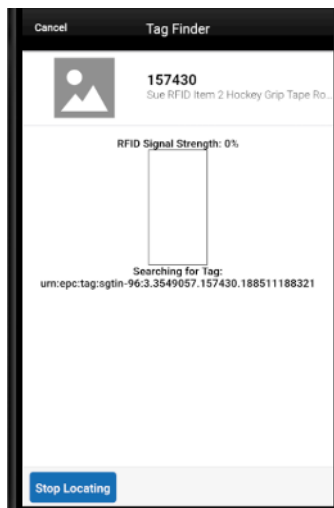 Cancel
Tag Finder
157430
Sue RFID Item 2 Hockey Grip Tape Ro...
RFID Signal Strength: 0%
Searching for Tag:
urn:epc:tag:sgtin-96:3.3549057.157430.188511188321
Stop Locating